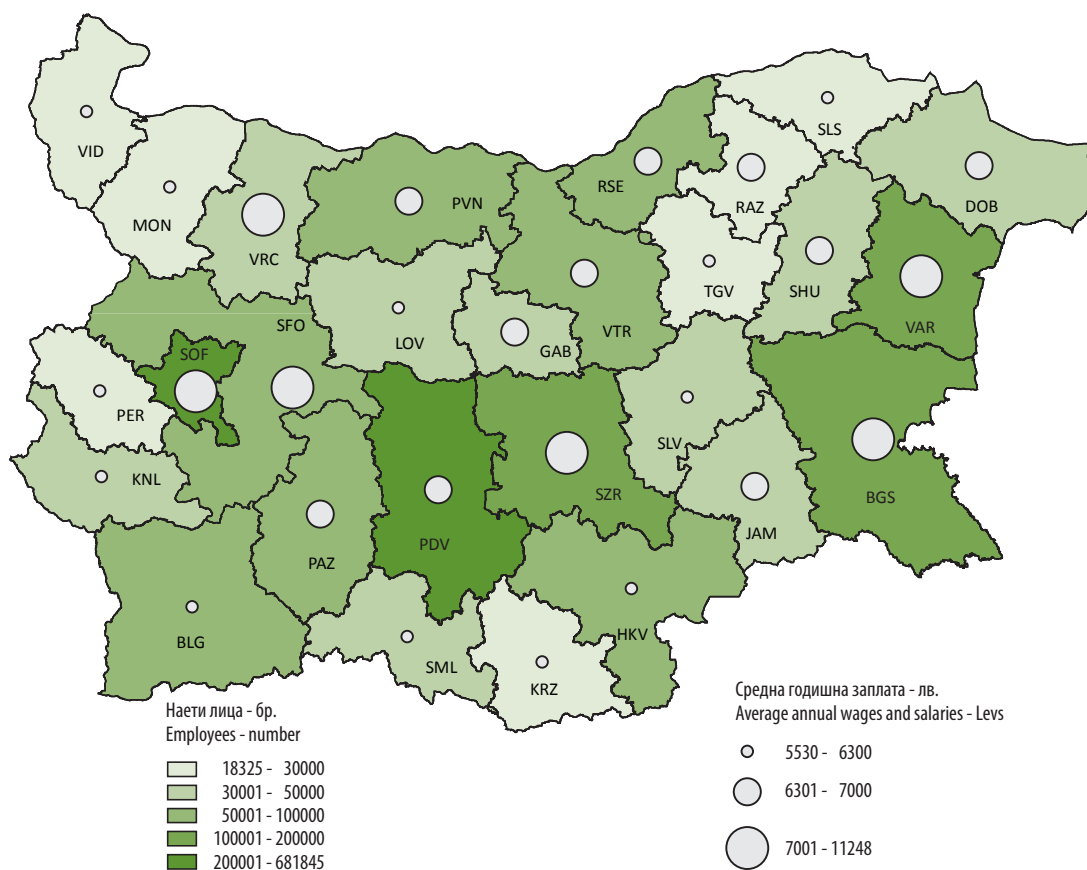 SLS
VID
RSE
PVN
RAZ
DOB
MON
VRC
TGV
SHU
SFO
VAR
VTR
LOV
GAB
SOF
PER
SLV
KNL
SZR
BGS
JAM
PDV
PAZ
HKV
BLG
SML
KRZ
Наети лица - бр.
Employees - number
18325 - 30000
30001 - 50000
50001 - 100000
100001 - 200000
200001 - 681845
Средна годишна заплата - лв.
Average annual wages and salaries - Levs
5530 - 6300
6301 - 7000
7001 - 11248